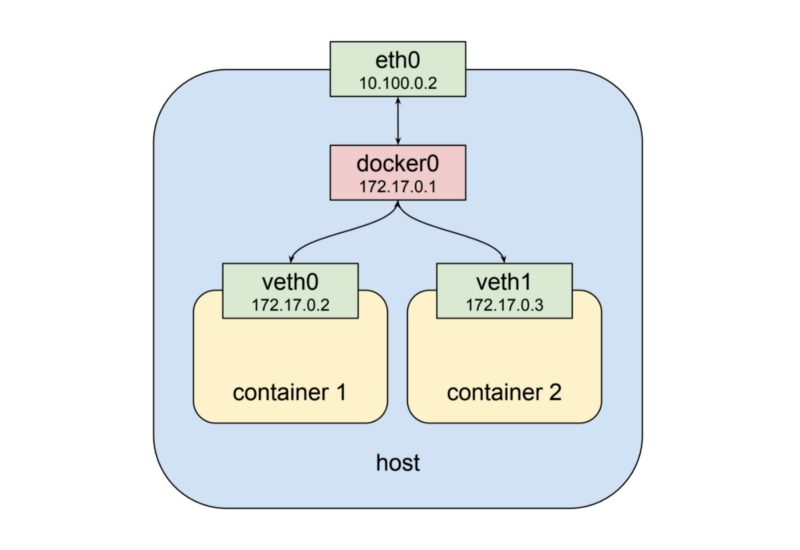 eth0
10.100.0.2
docker0
172.17.0.1
veth0
172.17.0.2
veth1
172.17.0.3
container 1
container 2
host